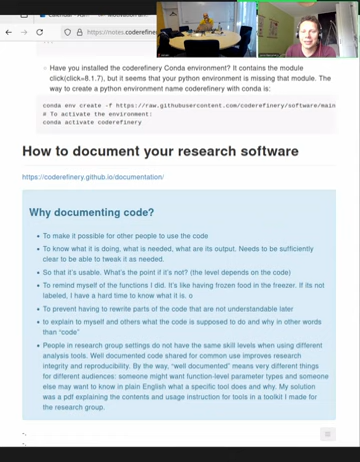 Calendar
https://notes.coderefine
Have you installed the coderefinery Conda environment? It contains the module
click(click=8.1.7), but it seems that your python environment is missing that module. The
way to create a python environment name coderefinery with conda is:
conda env create -f https://raw.githubusercontent.com/coderefinery/software/main
# To activate the environment:
conda activate coderefinery
How to document your research software
https://coderefinery.github.io/documentation/
Why documenting code?
To make it possible for other people to use the code
To know what it is doing, what is needed, what are its output. Needs to be sufficiently
clear to be able to tweak it as needed.
So that it's usable. What's the point if it's not? (the level depends on the code)
To remind myself of the functions I did. It's like having frozen food in the freezer. If its not
labeled, I have a hard time to know what it is. o
To prevent having to rewrite parts of the code that are not understandable later
to explain to myself and others what the code is supposed to do and why in other words
than "code"
People in research group settings do not have the same skill levels when using different
analysis tools. Well documented code shared for common use improves research
integrity and reproducibility. By the way, "well documented" means very different things
for different audiences: someone might want function-level parameter types and someone
else may want to know in plain English what a specific tool does and why. My solution
was a pdf explaining the contents and usage instruction for tools in a toolkit I made for
the research group.